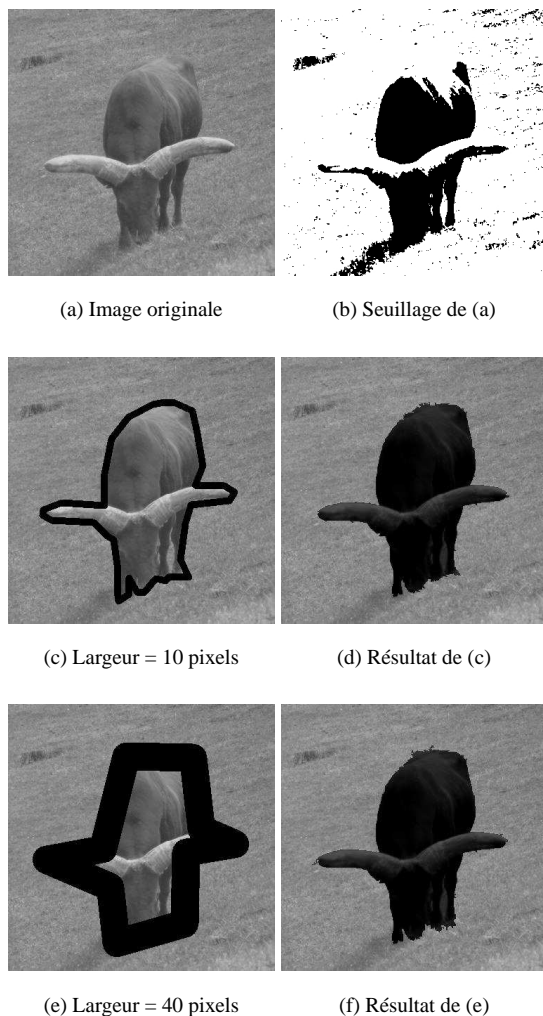 (a) Image originale
(b) Seuillage de (a)
(c) Largeur = 10 pixels
(d) Résultat de (c)
(e) Largeur = 40 pixels
(f) Résultat de (e)